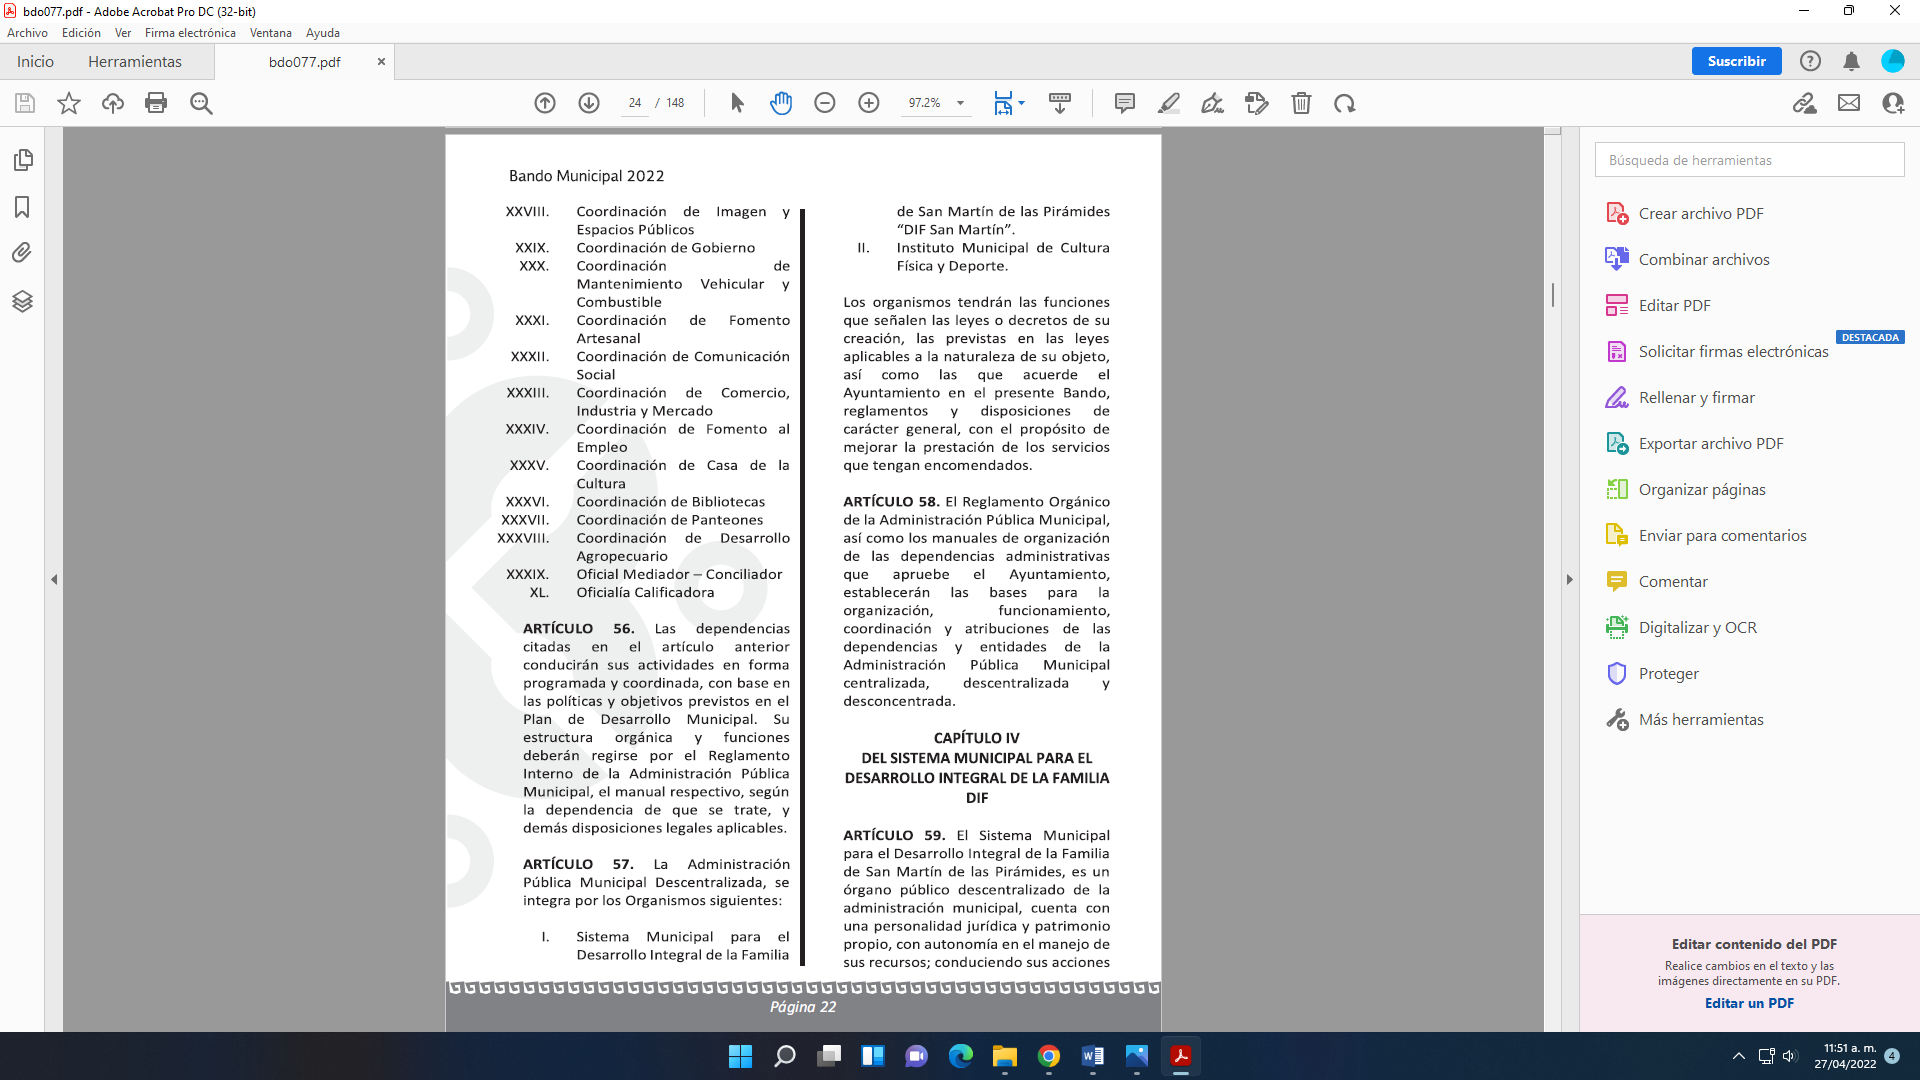 bdo077.pdf - Adobe Acrobat Pro DC (32-bit)
Archivo Edición Ver Firma electrónica Ventana Ayuda
Inicio Herramientas bdo077.pdf Suscribir
24 / 148 97.2%
Bando Municipal 2022
XXVIII. Coordinación de Imagen y
Espacios Públicos
XXIX. Coordinación de Gobierno
XXX. Coordinación de
Mantenimiento Vehicular y
Combustible
XXXI. Coordinación de Fomento
Artesanal
XXXII. Coordinación de Comunicación
Social
XXXIII. Coordinación de Comercio,
Industria y Mercado
XXXIV. Coordinación de Fomento al
Empleo
XXXV. Coordinación de Casa de la
Cultura
XXXVI. Coordinación de Bibliotecas
XXXVII. Coordinación de Panteones
XXXVIII. Coordinación de Desarrollo
Agropecuario
XXXIX. Oficial Mediador – Conciliador
XL. Oficialía Calificadora
ARTÍCULO 56. Las dependencias
citadas en el artículo anterior
conducirán sus actividades en forma
programada y coordinada, con base en
las políticas y objetivos previstos en el
Plan de Desarrollo Municipal. Su
estructura orgánica y funciones
deberán regirse por el Reglamento
Interno de la Administración Pública
Municipal, el manual respectivo, según
la dependencia de que se trate, y
demás disposiciones legales aplicables.
ARTÍCULO 57. La Administración
Pública Municipal Descentralizada, se
integra por los Organismos siguientes:
I. Sistema Municipal para el
Desarrollo Integral de la Familia
de San Martín de las Pirámides
“DIF San Martín”.
II. Instituto Municipal de Cultura
Física y Deporte.
Los organismos tendrán las funciones
que señalen las leyes o decretos de su
creación, las previstas en las leyes
aplicables a la naturaleza de su objeto,
así como las que acuerde el
Ayuntamiento en el presente Bando,
reglamentos y disposiciones de
carácter general, con el propósito de
mejorar la prestación de los servicios
que tengan encomendados.
ARTÍCULO 58. El Reglamento Orgánico
de la Administración Pública Municipal,
así como los manuales de organización
de las dependencias administrativas
que apruebe el Ayuntamiento,
establecerán las bases para la
organización, funcionamiento,
coordinación y atribuciones de las
dependencias y entidades de la
Administración Pública Municipal
centralizada, descentralizada y
desconcentrada.
CAPÍTULO IV
DEL SISTEMA MUNICIPAL PARA EL
DESARROLLO INTEGRAL DE LA FAMILIA
DIF
ARTÍCULO 59. El Sistema Municipal
para el Desarrollo Integral de la Familia
de San Martín de las Pirámides, es un
órgano público descentralizado de la
administración municipal, cuenta con
una personalidad jurídica y patrimonio
propio, con autonomía en el manejo de
sus recursos; conduciendo sus acciones
Página 22
Búsqueda de herramientas
Crear archivo PDF
Combinar archivos
Editar PDF
DESTACADA
Solicitar firmas electrónicas
Rellenar y firmar
Exportar archivo PDF
Organizar páginas
Enviar para comentarios
Comentar
Digitalizar y OCR
Proteger
Más herramientas
Editar contenido del PDF
Realice cambios en el texto y las
imágenes directamente en su PDF.
Editar un PDF
11:51 a. m.
27/04/2022
4